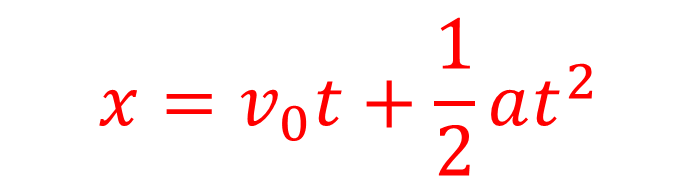 x = v₀t + ½at²